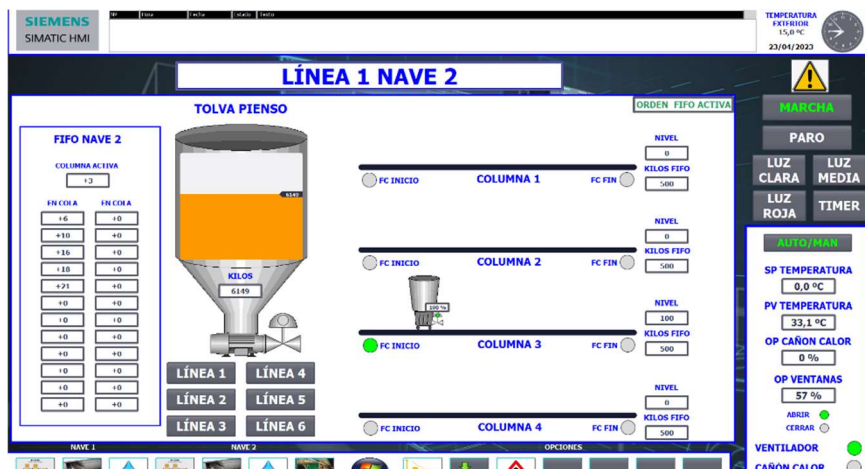 SIEMENS
SIMATIC HMI
Nº Hora Fecha Estado Texto
TEMPERATURA
EXTERIOR
15,0 ºC
23/04/2023
LÍNEA 1 NAVE 2
ORDEN FIFO ACTIVA
MARCHA
PARO
LUZ CLARA
LUZ MEDIA
LUZ ROJA
TIMER
AUTO/MAN
SP TEMPERATURA
0,0 ºC
PV TEMPERATURA
33,1 ºC
OP CAÑON CALOR
0 %
OP VENTANAS
57 %
ABRIR
CERRAR
VENTILADOR
CAÑÓN CALOR
FIFO NAVE 2
COLUMNA ACTIVA
+3
EN COLA EN COLA
+6 +0
+10 +0
+16 +0
+18 +0
+21 +0
+0 +0
+0 +0
+0 +0
+0 +0
+0 +0
+0 +0
+0 +0
TOLVA PIENSO
6149
KILOS
6149
LÍNEA 1 LÍNEA 4
LÍNEA 2 LÍNEA 5
LÍNEA 3 LÍNEA 6
NIVEL
0
KILOS FIFO
500
FC INICIO COLUMNA 1 FC FIN
NIVEL
0
KILOS FIFO
500
FC INICIO COLUMNA 2 FC FIN
100 %
NIVEL
100
KILOS FIFO
500
FC INICIO COLUMNA 3 FC FIN
NIVEL
0
KILOS FIFO
500
FC INICIO COLUMNA 4 FC FIN
NAVE 1 NAVE 2 OPCIONES